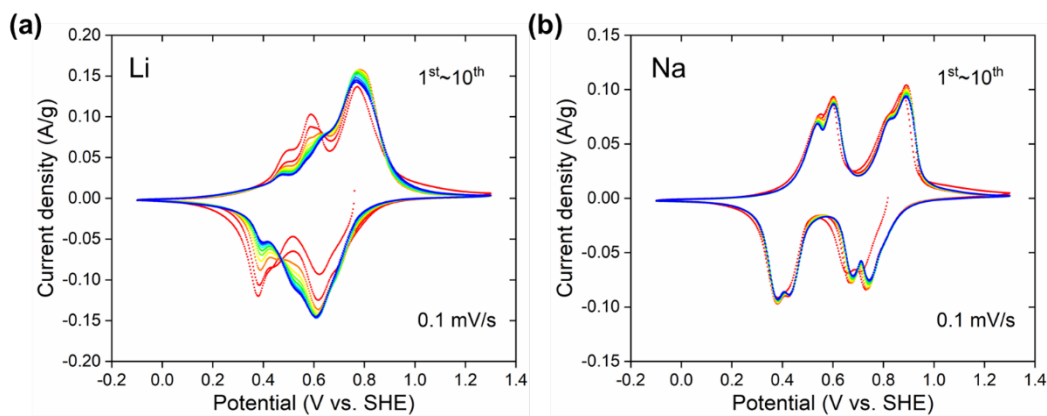 (a)
Li
1st~10th
0.1 mV/s
Current density (A/g)
0.20
0.15
0.10
0.05
0.00
-0.05
-0.10
-0.15
-0.20
0.0 0.2 0.4 0.6 0.8 1.0 1.2 1.4
Potential (V vs. SHE)
(b)
Na
1st~10th
0.1 mV/s
Current density (A/g)
0.15
0.10
0.05
0.00
-0.05
-0.10
-0.15
0.0 0.2 0.4 0.6 0.8 1.0 1.2 1.4
Potential (V vs. SHE)